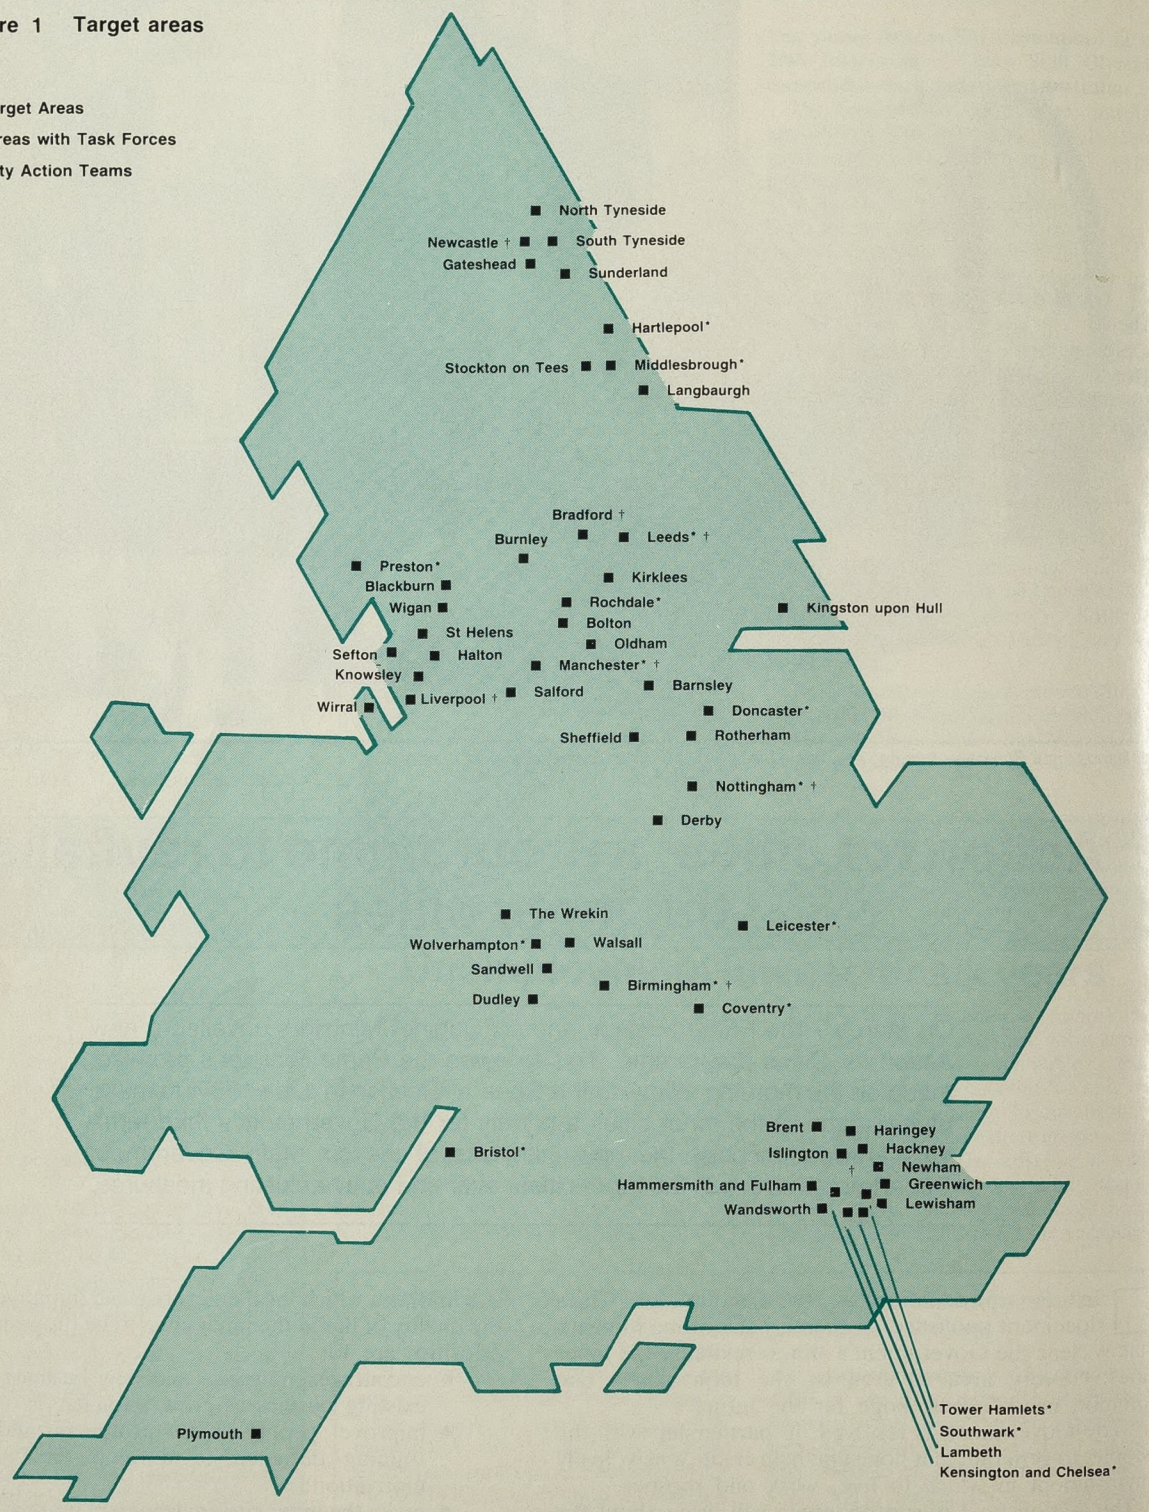 re 1 Target areas
rget Areas
reas with Task Forces
ty Action Teams
North Tyneside
Newcastle †
South Tyneside
Gateshead
Sunderland
Hartlepool*
Stockton on Tees
Middlesbrough*
Langbaurgh
Bradford †
Burnley
Leeds* †
Preston*
Kirklees
Blackburn
Rochdale*
Wigan
Kingston upon Hull
Bolton
St Helens
Oldham
Sefton
Halton
Manchester* †
Knowsley
Barnsley
Salford
Liverpool †
Wirral
Doncaster*
Sheffield
Rotherham
Nottingham* †
Derby
The Wrekin
Leicester*
Wolverhampton*
Walsall
Sandwell
Birmingham* †
Dudley
Coventry*
Brent
Haringey
Islington
Hackney
Bristol*
†
Newham
Hammersmith and Fulham
Greenwich
Wandsworth
Lewisham
Tower Hamlets*
Southwark*
Lambeth
Kensington and Chelsea*
Plymouth